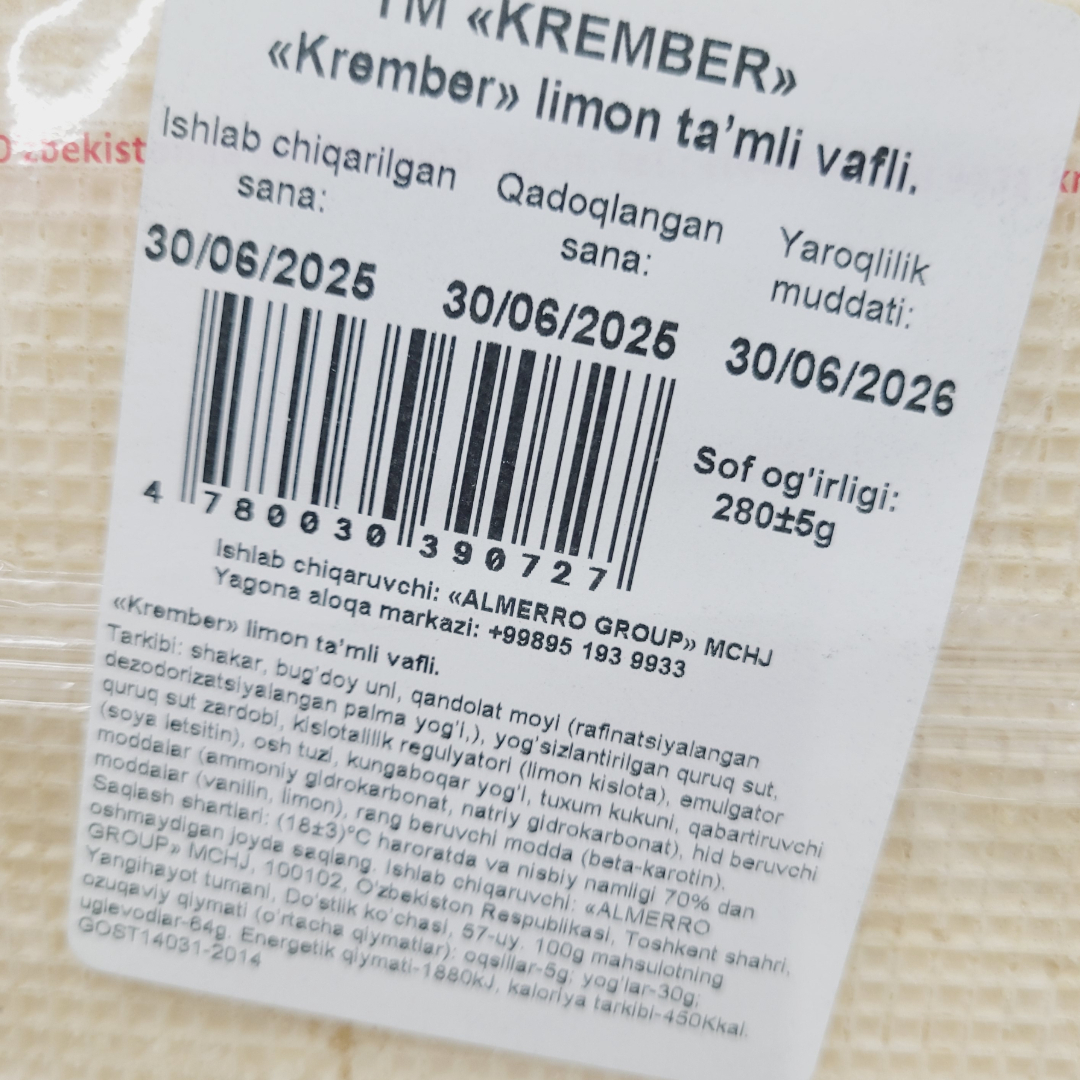 TM «KREMBER»
«Krember» limon ta'mli vafli.
Ishlab chiqarilgan
sana:
30/06/2025
Qadoqlangan
sana:
30/06/2025
Yaroqlilik
muddati:
30/06/2026
Sof og'irligi:
280±5g
4 780030 390727
Ishlab chiqaruvchi: «ALMERRO GROUP» MCHJ
Yagona aloqa markazi: +99895 193 9933
«Krember» limon ta'mli vafli.
Tarkibi: shakar, bug'doy uni, qandolat moyi (rafinatsiyalangan
dezodorizatsiyalangan palma yog'i,), yog'sizlantirilgan quruq sut,
quruq sut zardobi, kislotalilik regulyatori (limon kislota), emulgator
(soya letsitin), osh tuzi, kungaboqar yog'i, tuxum kukuni, qabartiruvchi
moddalar (ammoniy gidrokarbonat, natriy gidrokarbonat), hid beruvchi
moddalar (vanilin, limon), rang beruvchi modda (beta-karotin).
Saqlash shartlari: (18±3)°C haroratda va nisbiy namligi 70% dan
oshmaydigan joyda saqlang. Ishlab chiqaruvchi: «ALMERRO
GROUP» MCHJ, 100102, O'zbekiston Respublikasi, Toshkent shahri,
Yangihayot tumani, Do'stlik ko'chasi, 57-uy. 100g mahsulotning
ozuqaviy qiymati (o'rtacha qiymatlar): oqsillar-5g; yog'lar-30g;
uglevodlar-64g. Energetik qiymati-1880kJ, kaloriya tarkibi-450Kkal.
GOST14031-2014